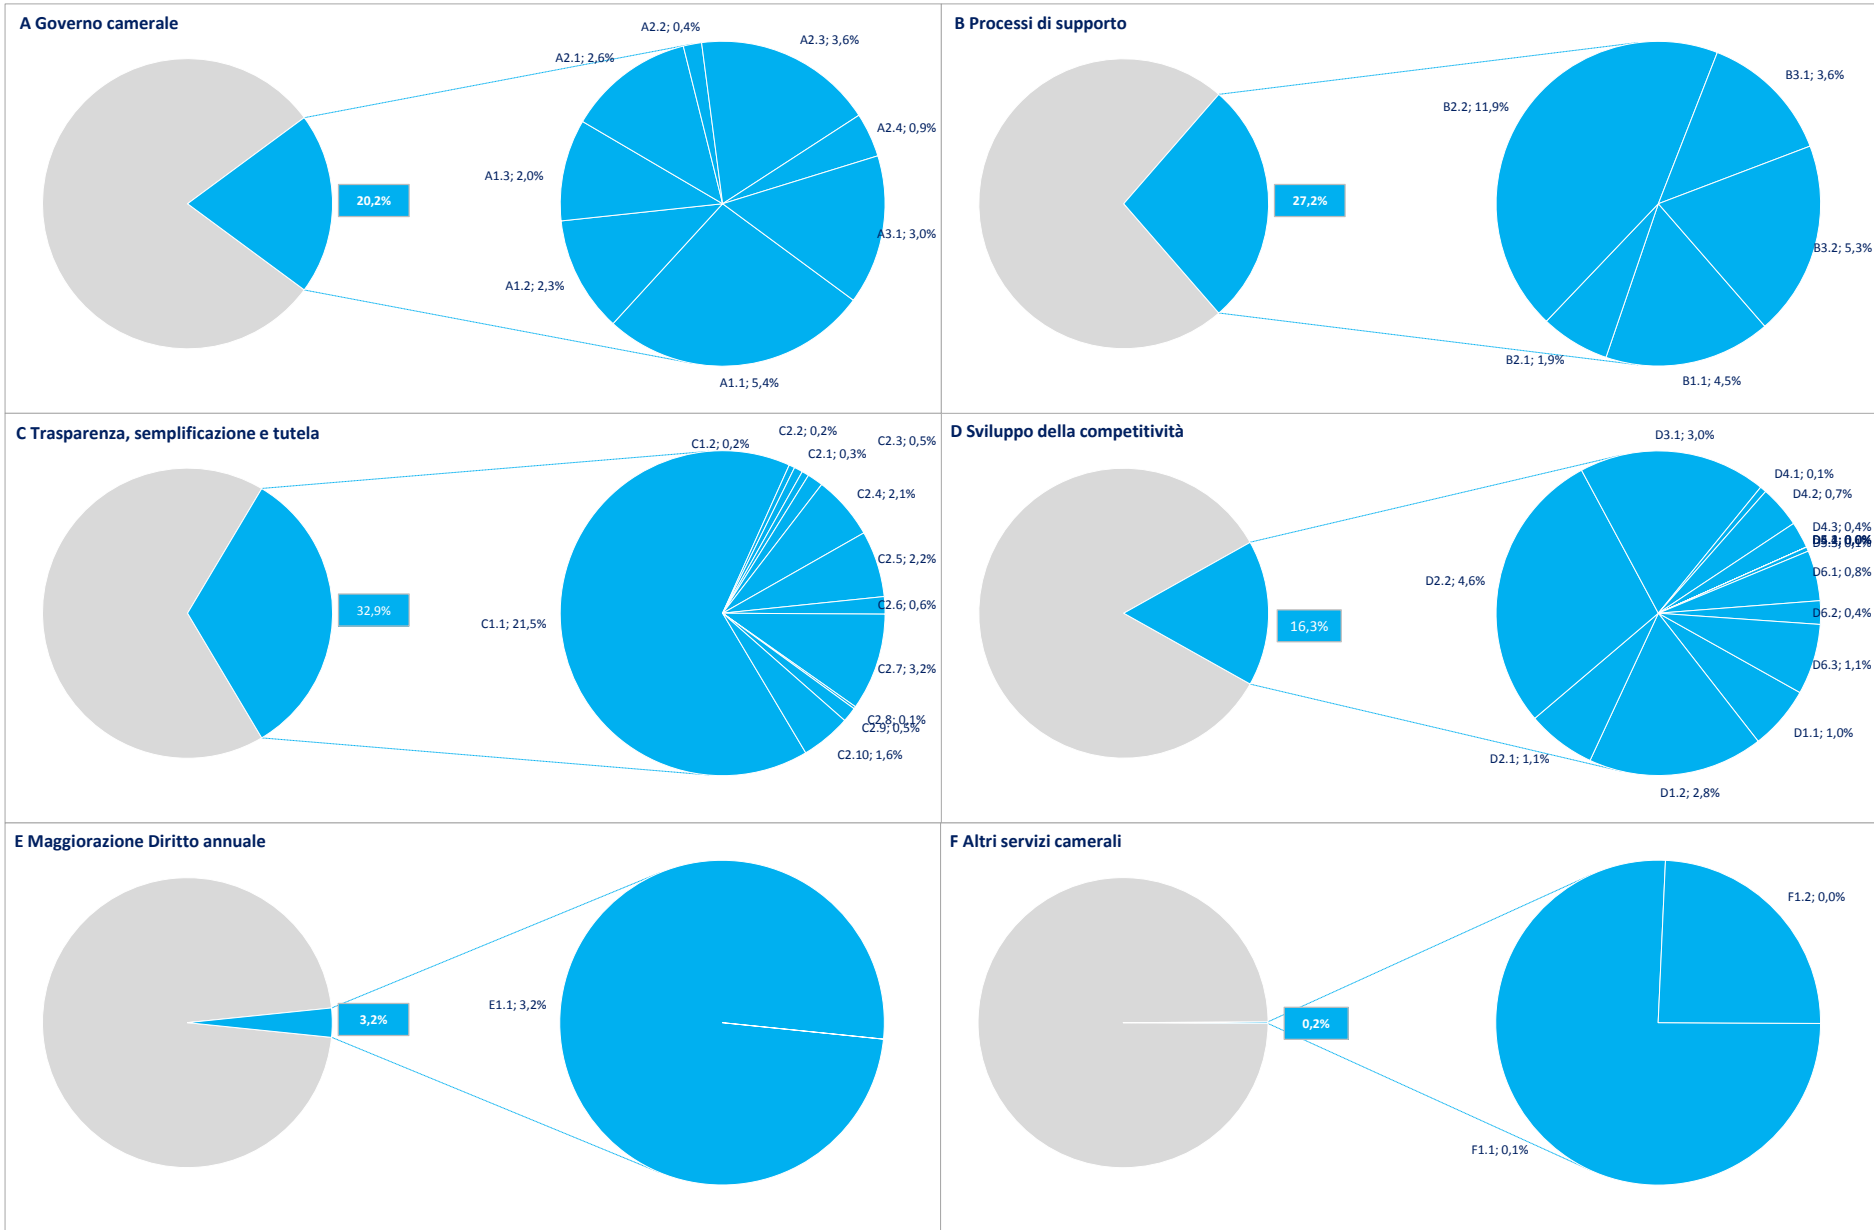 A Governo camerale
A2.2; 0,4%
A2.3; 3,6%
A2.1; 2,6%
A2.4; 0,9%
A1.3; 2,0%
20,2%
A3.1; 3,0%
A1.2; 2,3%
A1.1; 5,4%
B Processi di supporto
B3.1; 3,6%
B2.2; 11,9%
27,2%
B3.2; 5,3%
B2.1; 1,9%
B1.1; 4,5%
C Trasparenza, semplificazione e tutela
C1.2; 0,2%
C2.2; 0,2%
C2.3; 0,5%
C2.1; 0,3%
C2.4; 2,1%
C2.5; 2,2%
C2.6; 0,6%
32,9%
C1.1; 21,5%
C2.7; 3,2%
C2.8; 0,1%
C2.9; 0,5%
C2.10; 1,6%
D Sviluppo della competitività
D3.1; 3,0%
D4.1; 0,1%
D4.2; 0,7%
D4.3; 0,4%
D6.1; 0,8%
D2.2; 4,6%
D6.2; 0,4%
16,3%
D6.3; 1,1%
D1.1; 1,0%
D2.1; 1,1%
D1.2; 2,8%
E Maggiorazione Diritto annuale
E1.1; 3,2%
3,2%
F Altri servizi camerali
F1.2; 0,0%
0,2%
F1.1; 0,1%